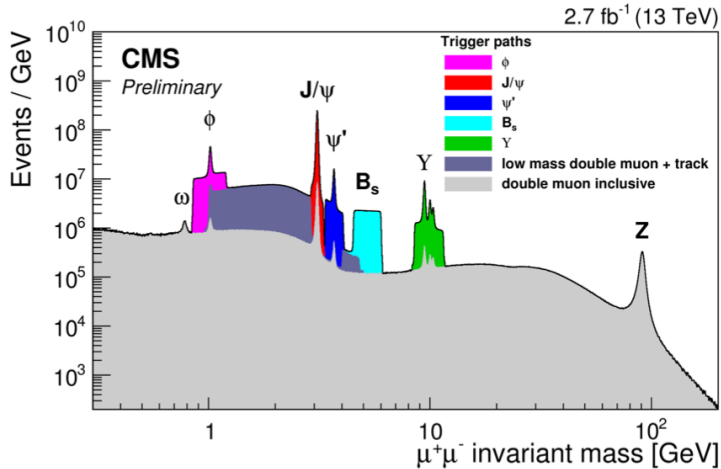 2.7 fb⁻¹ (13 TeV)
CMS
Preliminary
Events / GeV
10¹⁰
10⁹
10⁸
10⁷
10⁶
10⁵
10⁴
10³
Trigger paths
ϕ
J/ψ
ψ'
Bₛ
Υ
low mass double muon + track
double muon inclusive
ω
ϕ
J/ψ
ψ'
Bₛ
Υ
Z
1
10
10²
μ⁺μ⁻ invariant mass [GeV]